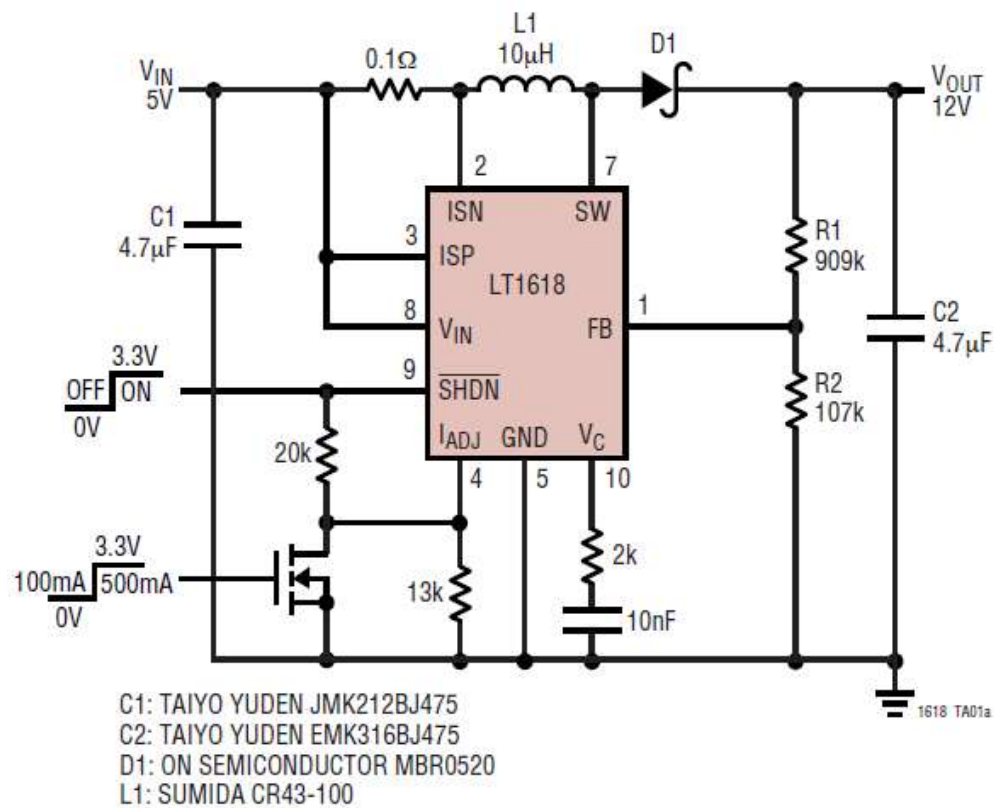 L1
10µH
0.1Ω
D1
VIN
5V
VOUT
12V
2
7
ISN
SW
C1
4.7µF
3
ISP
LT1618
R1
909k
8
VIN
FB
1
C2
4.7µF
3.3V
OFF
ON
0V
9
SHDN
R2
107k
IADJ
GND
VC
20k
4
5
10
3.3V
100mA
500mA
0V
13k
2k
10nF
1618 TA01a
C1: TAIYO YUDEN JMK212BJ475
C2: TAIYO YUDEN EMK316BJ475
D1: ON SEMICONDUCTOR MBR0520
L1: SUMIDA CR43-100